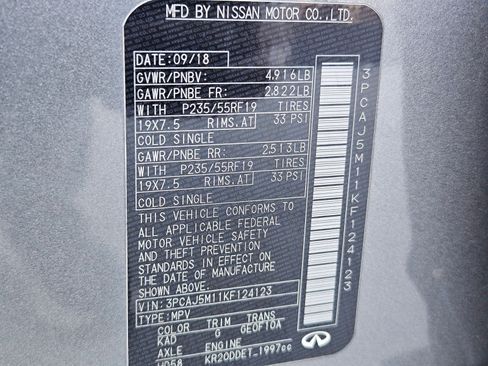 MFD BY NISSAN MOTOR CO.,LTD.
DATE: 09/18
GVWR/PNBV: 4,916LB
GAWR/PNBE FR: 2,822LB
WITH P235/55RF19 TIRES
19X7.5 RIMS.AT 33 PSI
COLD SINGLE
GAWR/PNBE RR: 2,513LB
WITH P235/55RF19 TIRES
19X7.5 RIMS.AT 33 PSI
COLD SINGLE
THIS VEHICLE CONFORMS TO
ALL APPLICABLE FEDERAL
MOTOR VEHICLE SAFETY
AND THEFT PREVENTION
STANDARDS IN EFFECT ON
THE DATE OF MANUFACTURE
SHOWN ABOVE.
VIN: 3PCAJ5M11KF124123
TYPE: MPV
COLOR TRIM TRANS
KAD G GE0F10A
ASSIEME ENGINE
H058 KR20DDET 1997cc
3PCAJ5M11KF124123